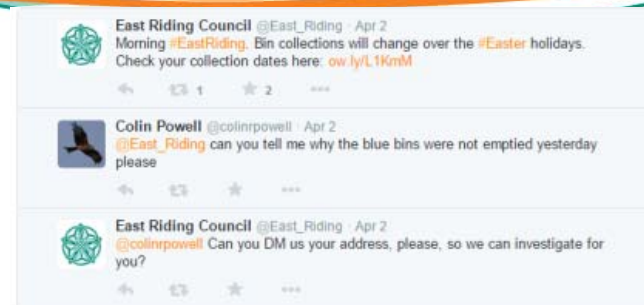 East Riding Council @East_Riding · Apr 2
Morning #EastRiding. Bin collections will change over the #Easter holidays.
Check your collection dates here: ow.ly/L1KmM
1 2
Colin Powell @colinrpowell · Apr 2
@East_Riding can you tell me why the blue bins were not emptied yesterday
please
East Riding Council @East_Riding · Apr 2
@colinrpowell Can you DM us your address, please, so we can investigate for
you?